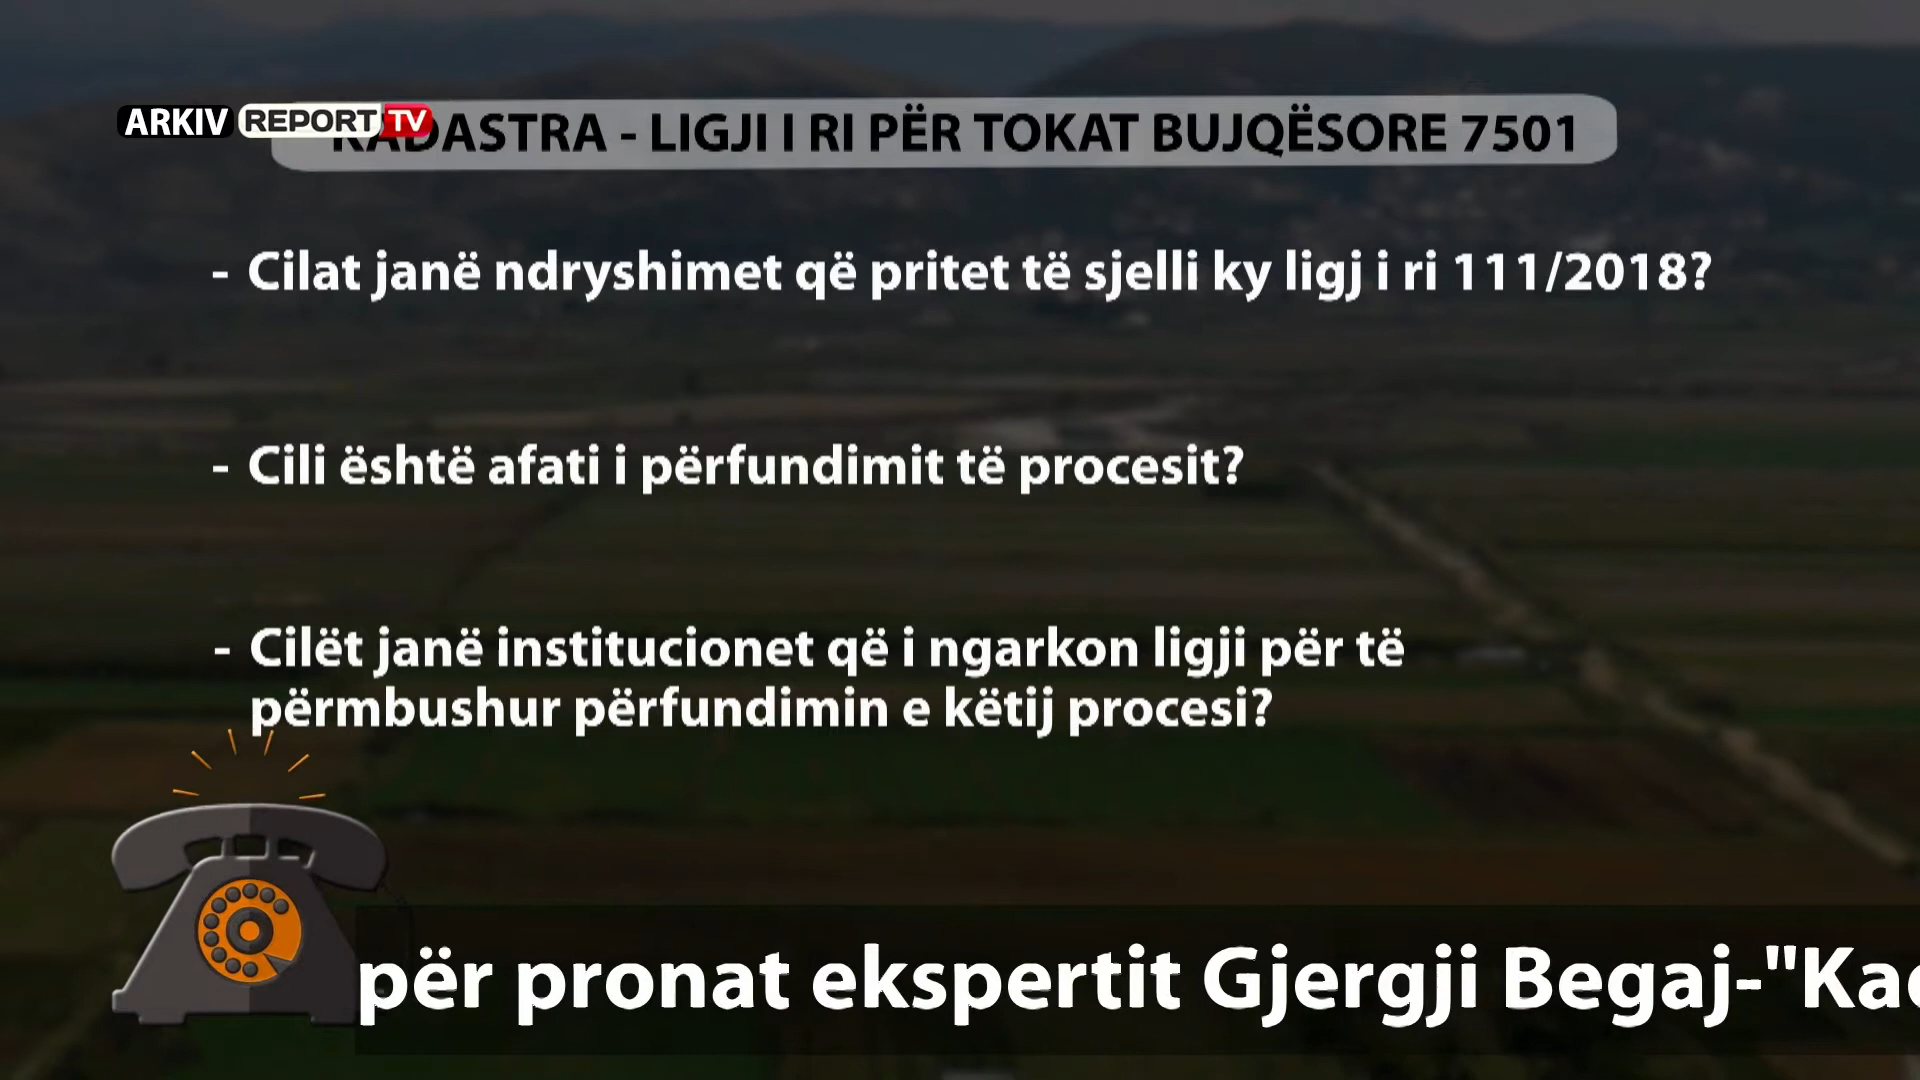 ARKIV REPORT TV
KADASTRA - LIGJI I RI PËR TOKAT BUJQËSORE 7501
- Cilat janë ndryshimet që pritet të sjelli ky ligj i ri 111/2018?
- Cili është afati i përfundimit të procesit?
- Cilët janë institucionet që i ngarkon ligji për të
përmbushur përfundimin e këtij procesi?
për pronat ekspertit Gjergji Begaj-"Kad